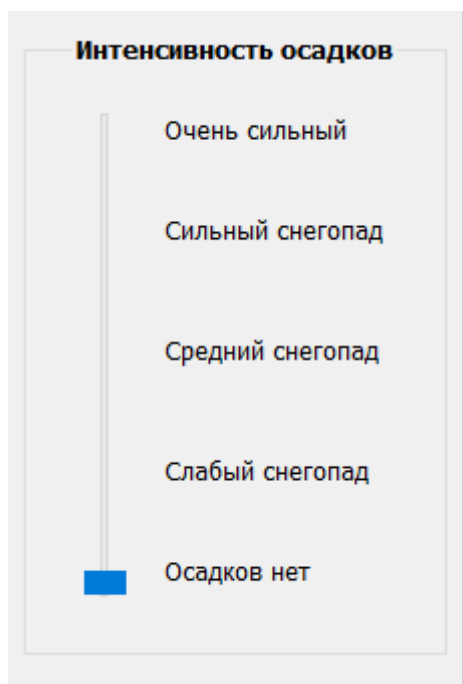 Интенсивность осадков
Очень сильный
Сильный снегопад
Средний снегопад
Слабый снегопад
Осадков нет